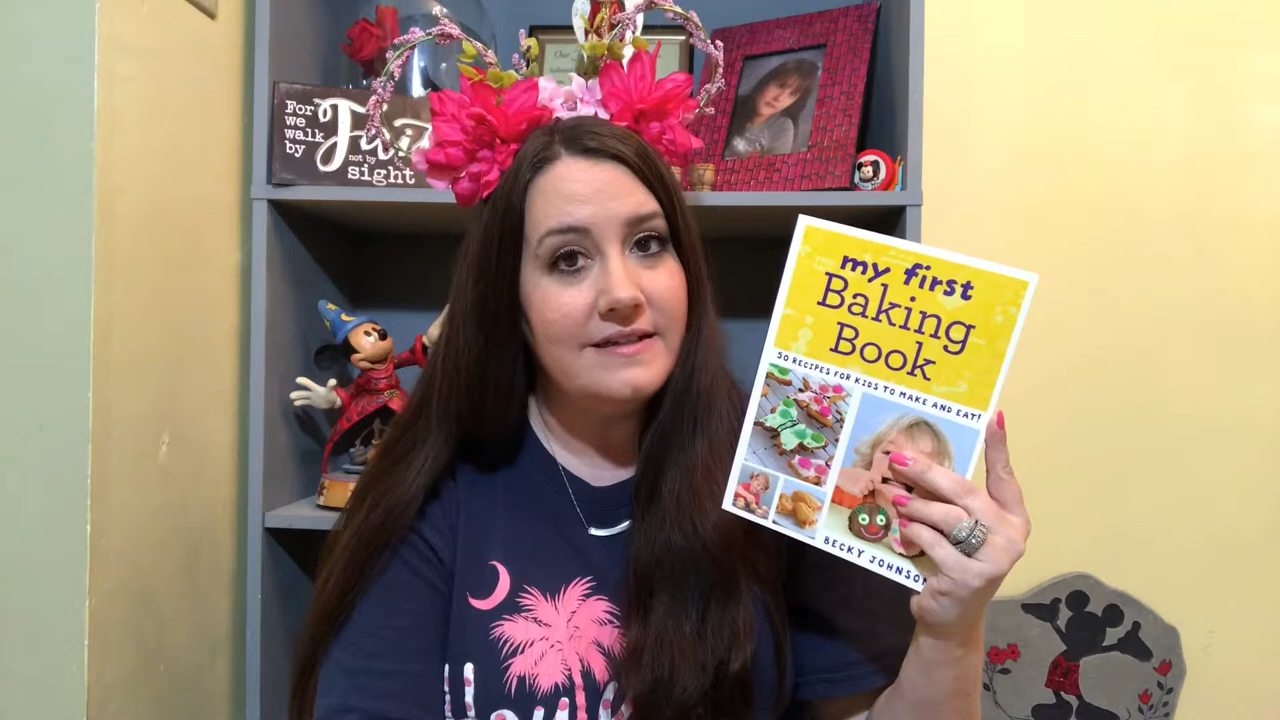 For
we
walk
by
not by
sight
my first
Baking
Book
50 RECIPES FOR KIDS TO MAKE AND EAT!
BECKY JOHNSON